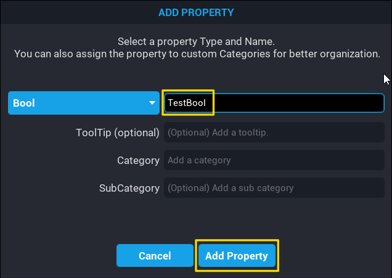 ADD PROPERTY
Select a property Type and Name.
You can also assign the property to custom Categories for better organization.
Bool TestBool
ToolTip (optional) (Optional) Add a tooltip.
Category Add a category
SubCategory (Optional) Add a sub category
Cancel Add Property